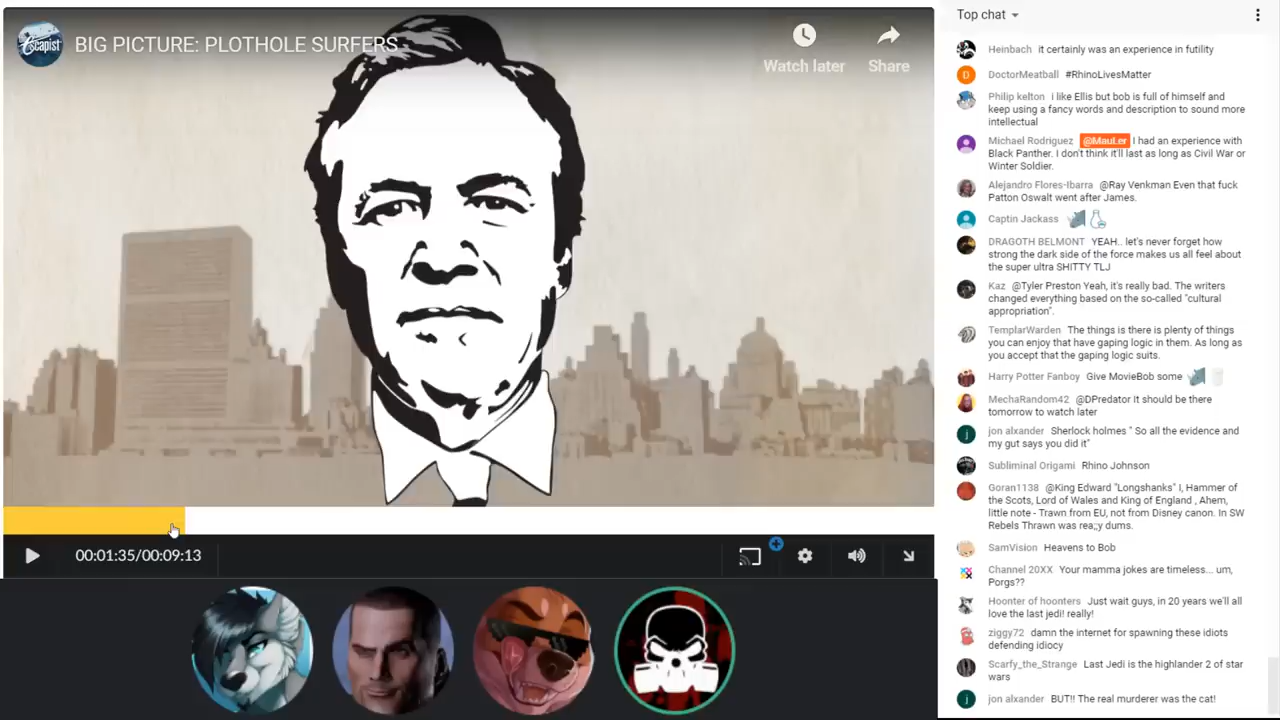 Escapist
BIG PICTURE: PLOTHOLE SURFERS
Watch later
Share
00:01:35/00:09:13
Top chat
Heinbach it certainly was an experience in futility
D
DoctorMeatball #RhinoLivesMatter
Philip kelton i like Ellis but bob is full of himself and
keep using a fancy words and description to sound more
intellectual
Michael Rodriguez @MauLer I had an experience with
Black Panther. I don't think it'll last as long as Civil War or
Winter Soldier.
Alejandro Flores-Ibarra @Ray Venkman Even that fuck
Patton Oswalt went after James.
Captin Jackass
DRAGOTH BELMONT YEAH.. let's never forget how
strong the dark side of the force makes us all feel about
the super ultra SHITTY TLJ
Kaz @Tyler Preston Yeah, it's really bad. The writers
changed everything based on the so-called "cultural
appropriation".
TemplarWarden The things is there is plenty of things
you can enjoy that have gaping logic in them. As long as
you accept that the gaping logic suits.
Harry Potter Fanboy Give MovieBob some
MechaRandom42 @DPredator It should be there
tomorrow to watch later
j
jon alxander Sherlock holmes " So all the evidence and
my gut says you did it"
Subliminal Origami Rhino Johnson
Goran1138 @King Edward "Longshanks" I, Hammer of
the Scots, Lord of Wales and King of England , Ahem,
little note - Trawn from EU, not from Disney canon. In SW
Rebels Thrawn was rea;;y dums.
SamVision Heavens to Bob
Channel 20XX Your mamma jokes are timeless... um,
Porgs??
Hoonter of hoonters Just wait guys, in 20 years we'll all
love the last jedi! really!
ziggy72 damn the internet for spawning these idiots
defending idiocy
Scarfy_the_Strange Last Jedi is the highlander 2 of star
wars
j
jon alxander BUT!! The real murderer was the cat!